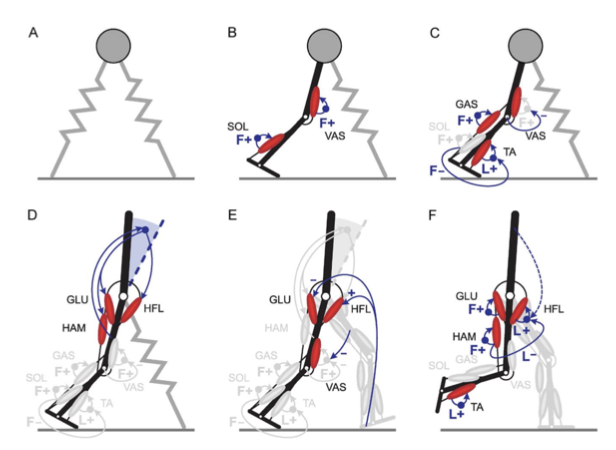 A
B
SOL
F+
F+
VAS
C
GAS
F+
SOL
F+
F+
–
VAS
TA
F–
L+
D
GLU
HFL
HAM
GAS
F+
F+
–
SOL
F+
VAS
TA
F–
L+
E
–
+
GLU
HFL
HAM
–
GAS
F+
F+
–
SOL
F+
VAS
TA
F–
L+
F
GLU
HFL
F+
L+
HAM
F+
L–
GAS
SOL
VAS
TA
L+